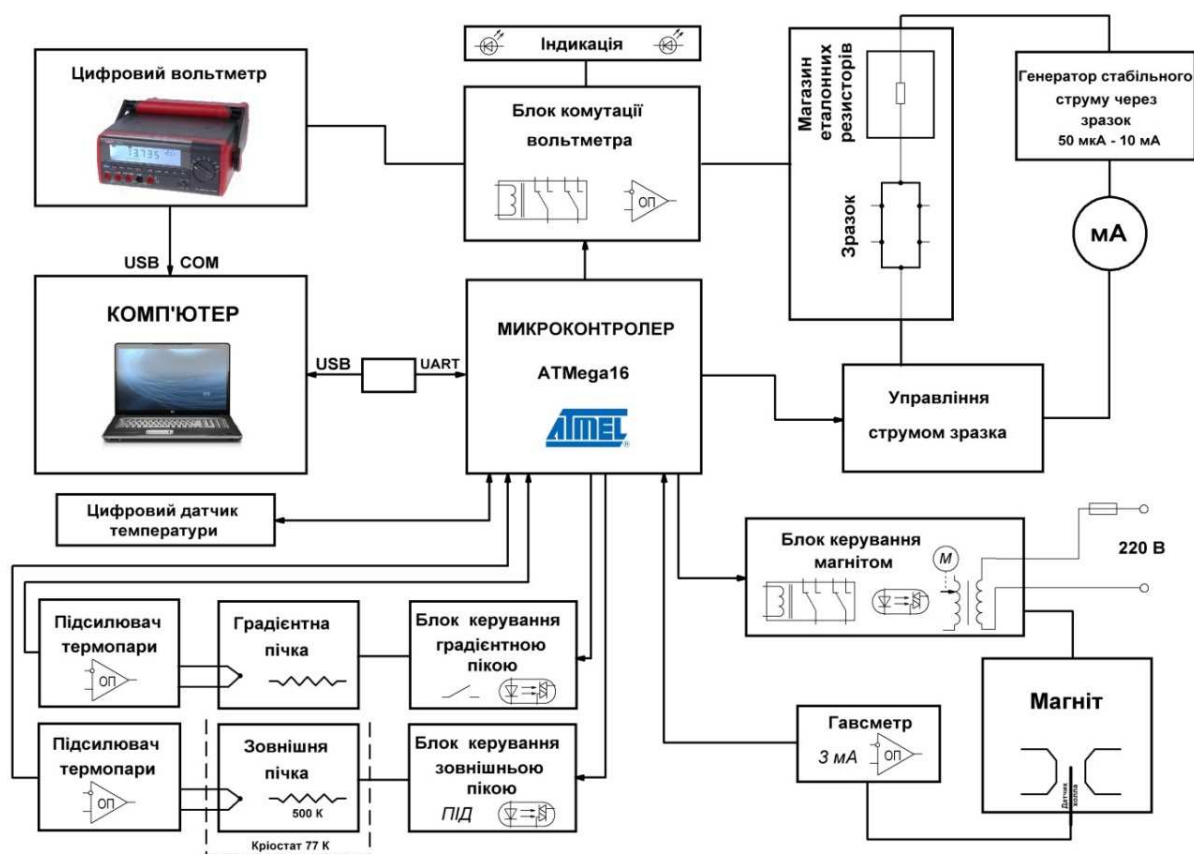 Індикація
Цифровий вольтметр
Блок комутації
вольтметра
ОП
Магазин
еталонних
резисторів
Зразок
Генератор стабільного
струму через
зразок
50 мкА - 10 мА
мА
USB COM
КОМП'ЮТЕР
USB
UART
МИКРОКОНТРОЛЕР
ATMega16
ATMEL
Управління
струмом зразка
Цифровий датчик
температури
Блок керування
магнітом
М
220 В
Підсилювач
термопари
ОП
Градієнтна
пічка
Блок керування
градієнтною
пікою
Підсилювач
термопари
ОП
Зовнішня
пічка
500 К
Кріостат 77 К
Блок керування
зовнішньою
пікою
ПІД
Гавсметр
3 мА
ОП
Магніт
Датчик
холла